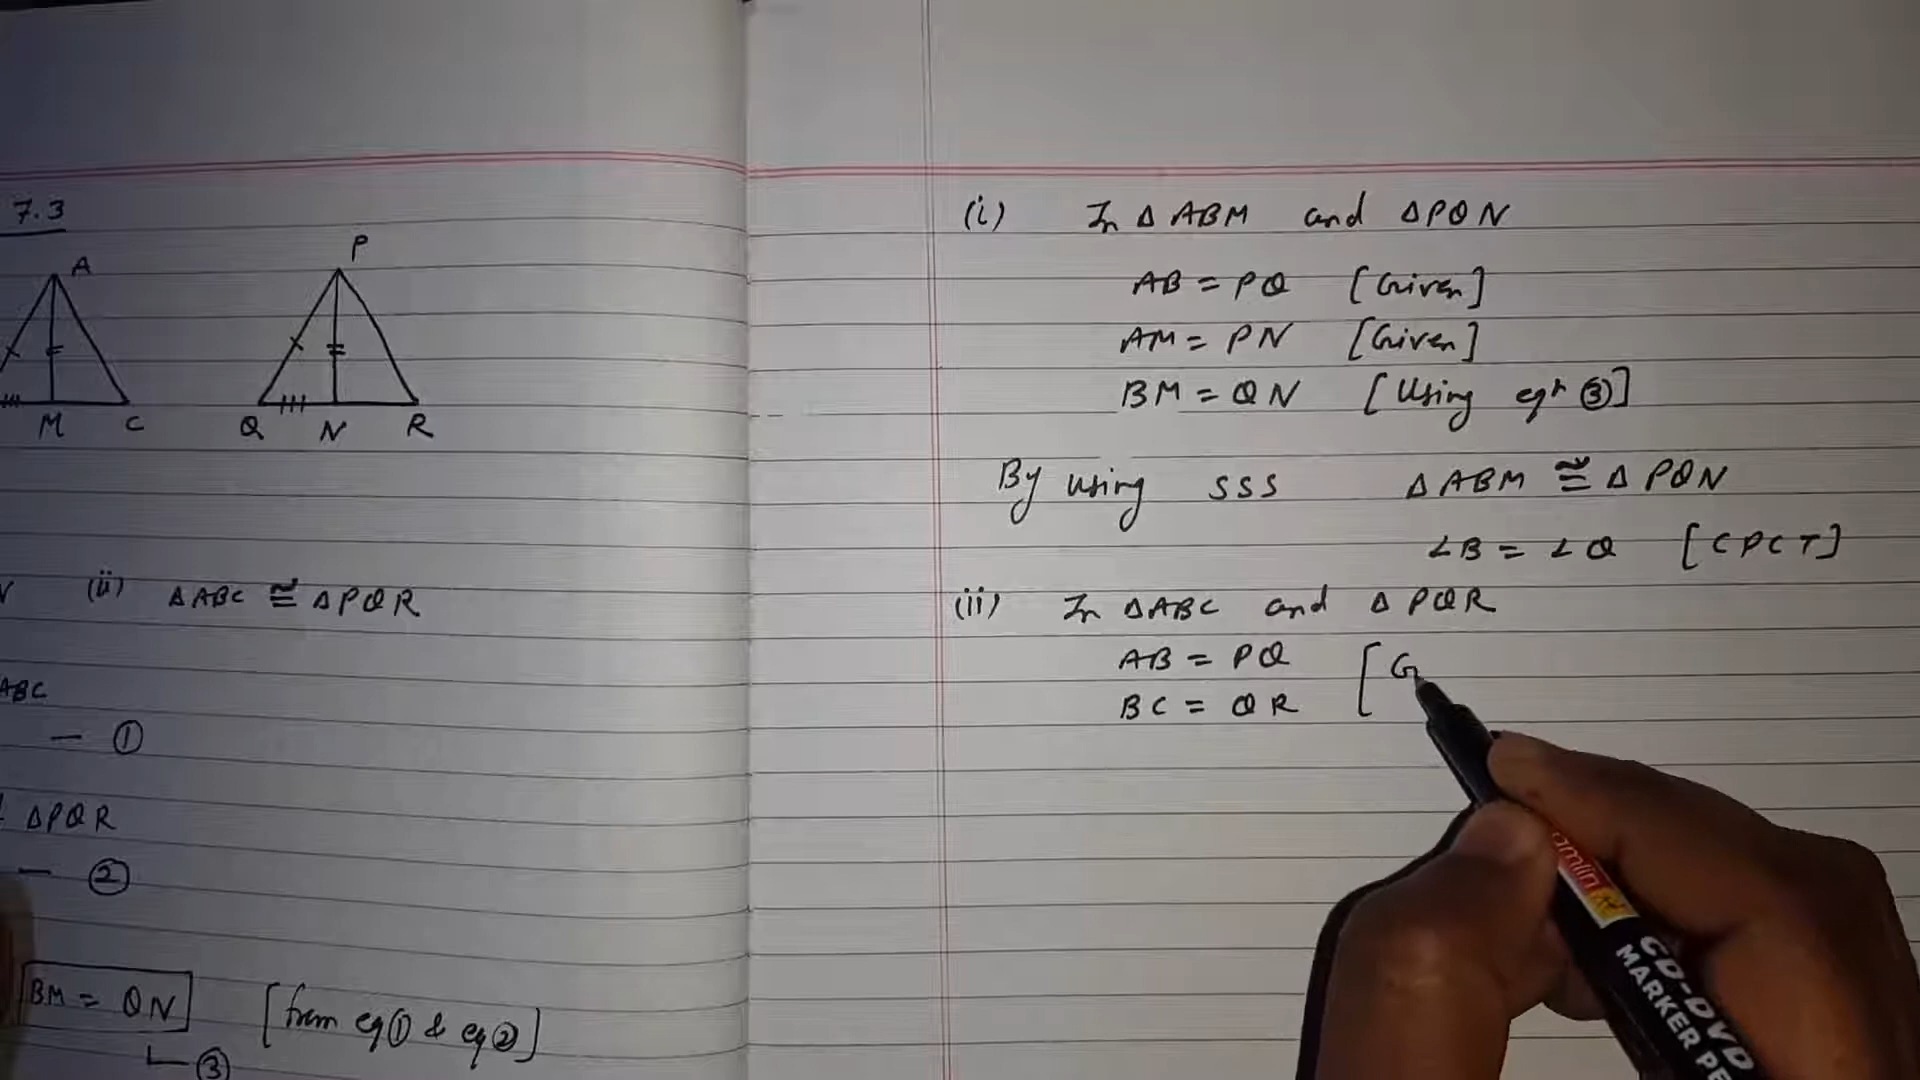 7.3
A
P
M
C
Q
N
R
(ii) ΔABC ≅ ΔPQR
ABC
— ①
ΔPQR
— ②
BM = QN [from eq① & eq②]
③
(i) In ΔABM and ΔPQN
AB = PQ [Given]
AM = PN [Given]
BM = QN [Using eqn ③]
By using SSS ΔABM ≅ ΔPQN
∠B = ∠Q [CPCT]
(ii) In ΔABC and ΔPQR
AB = PQ [G
BC = QR
CD-DVD
MARKER PE